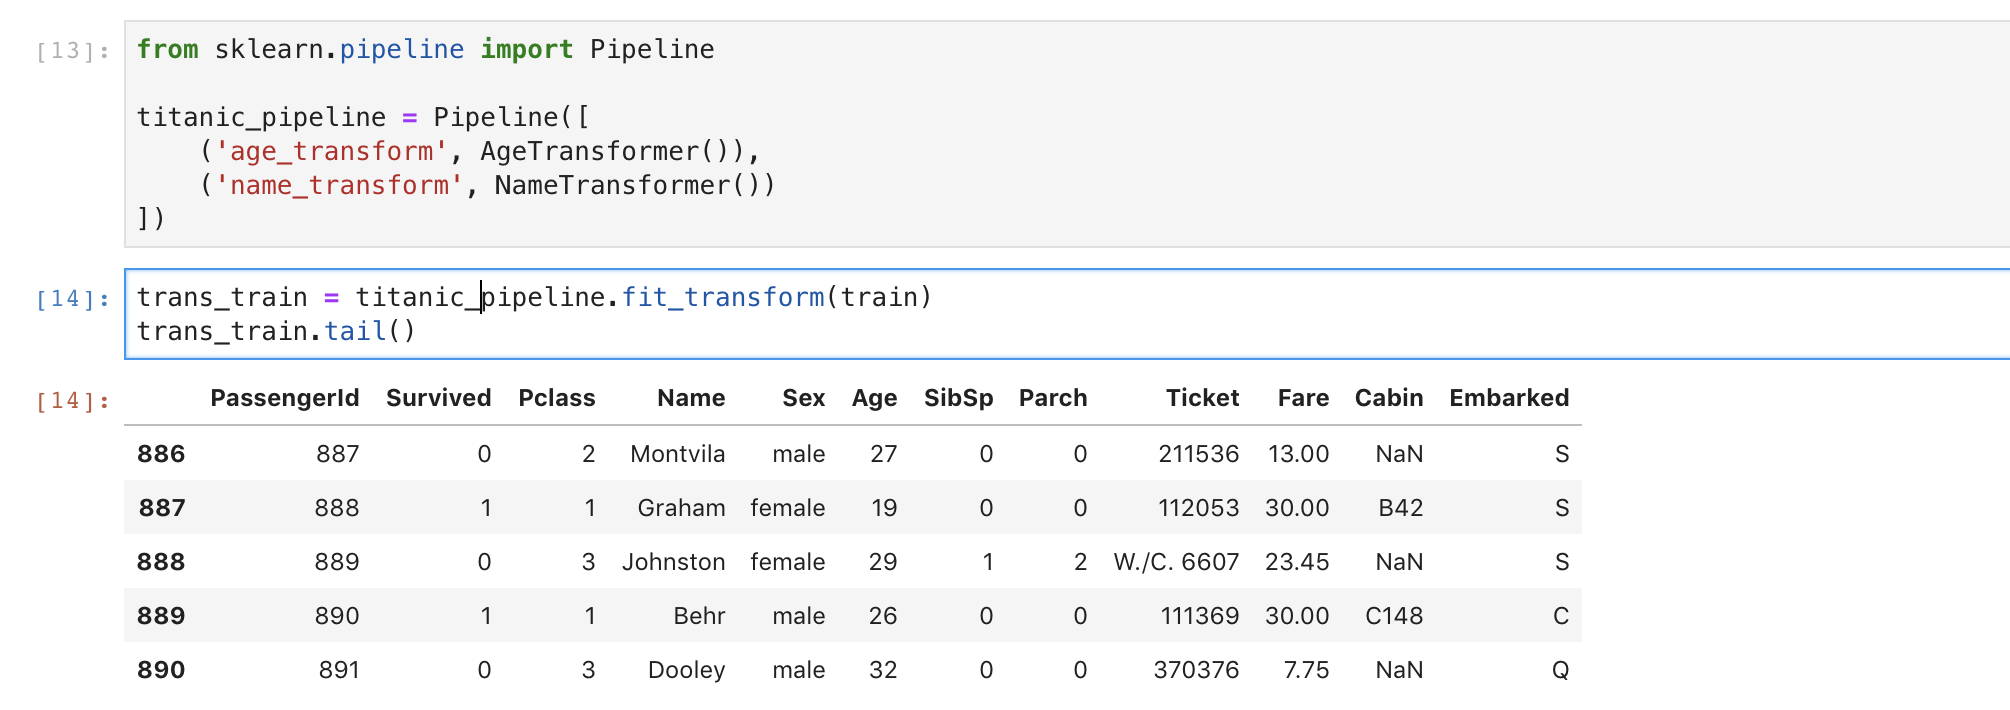 [13]: from sklearn.pipeline import Pipeline
titanic_pipeline = Pipeline([
('age_transform', AgeTransformer()),
('name_transform', NameTransformer())
])
[14]: trans_train = titanic_pipeline.fit_transform(train)
trans_train.tail()
[14]: PassengerId Survived Pclass Name Sex Age SibSp Parch Ticket Fare Cabin Embarked
886 887 0 2 Montvila male 27 0 0 211536 13.00 NaN S
887 888 1 1 Graham female 19 0 0 112053 30.00 B42 S
888 889 0 3 Johnston female 29 1 2 W./C. 6607 23.45 NaN S
889 890 1 1 Behr male 26 0 0 111369 30.00 C148 C
890 891 0 3 Dooley male 32 0 0 370376 7.75 NaN Q